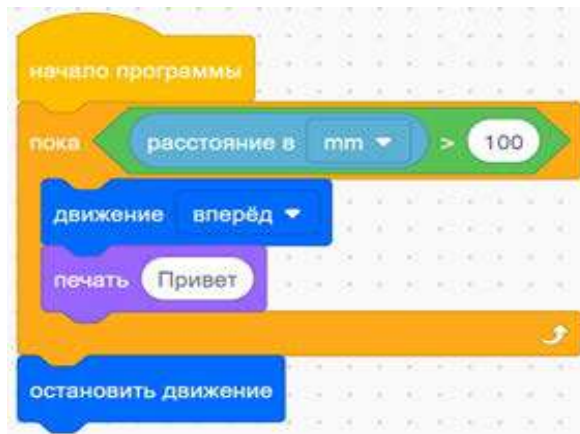 начало программы
пока расстояние в mm > 100
движение вперёд
печать Привет
остановить движение